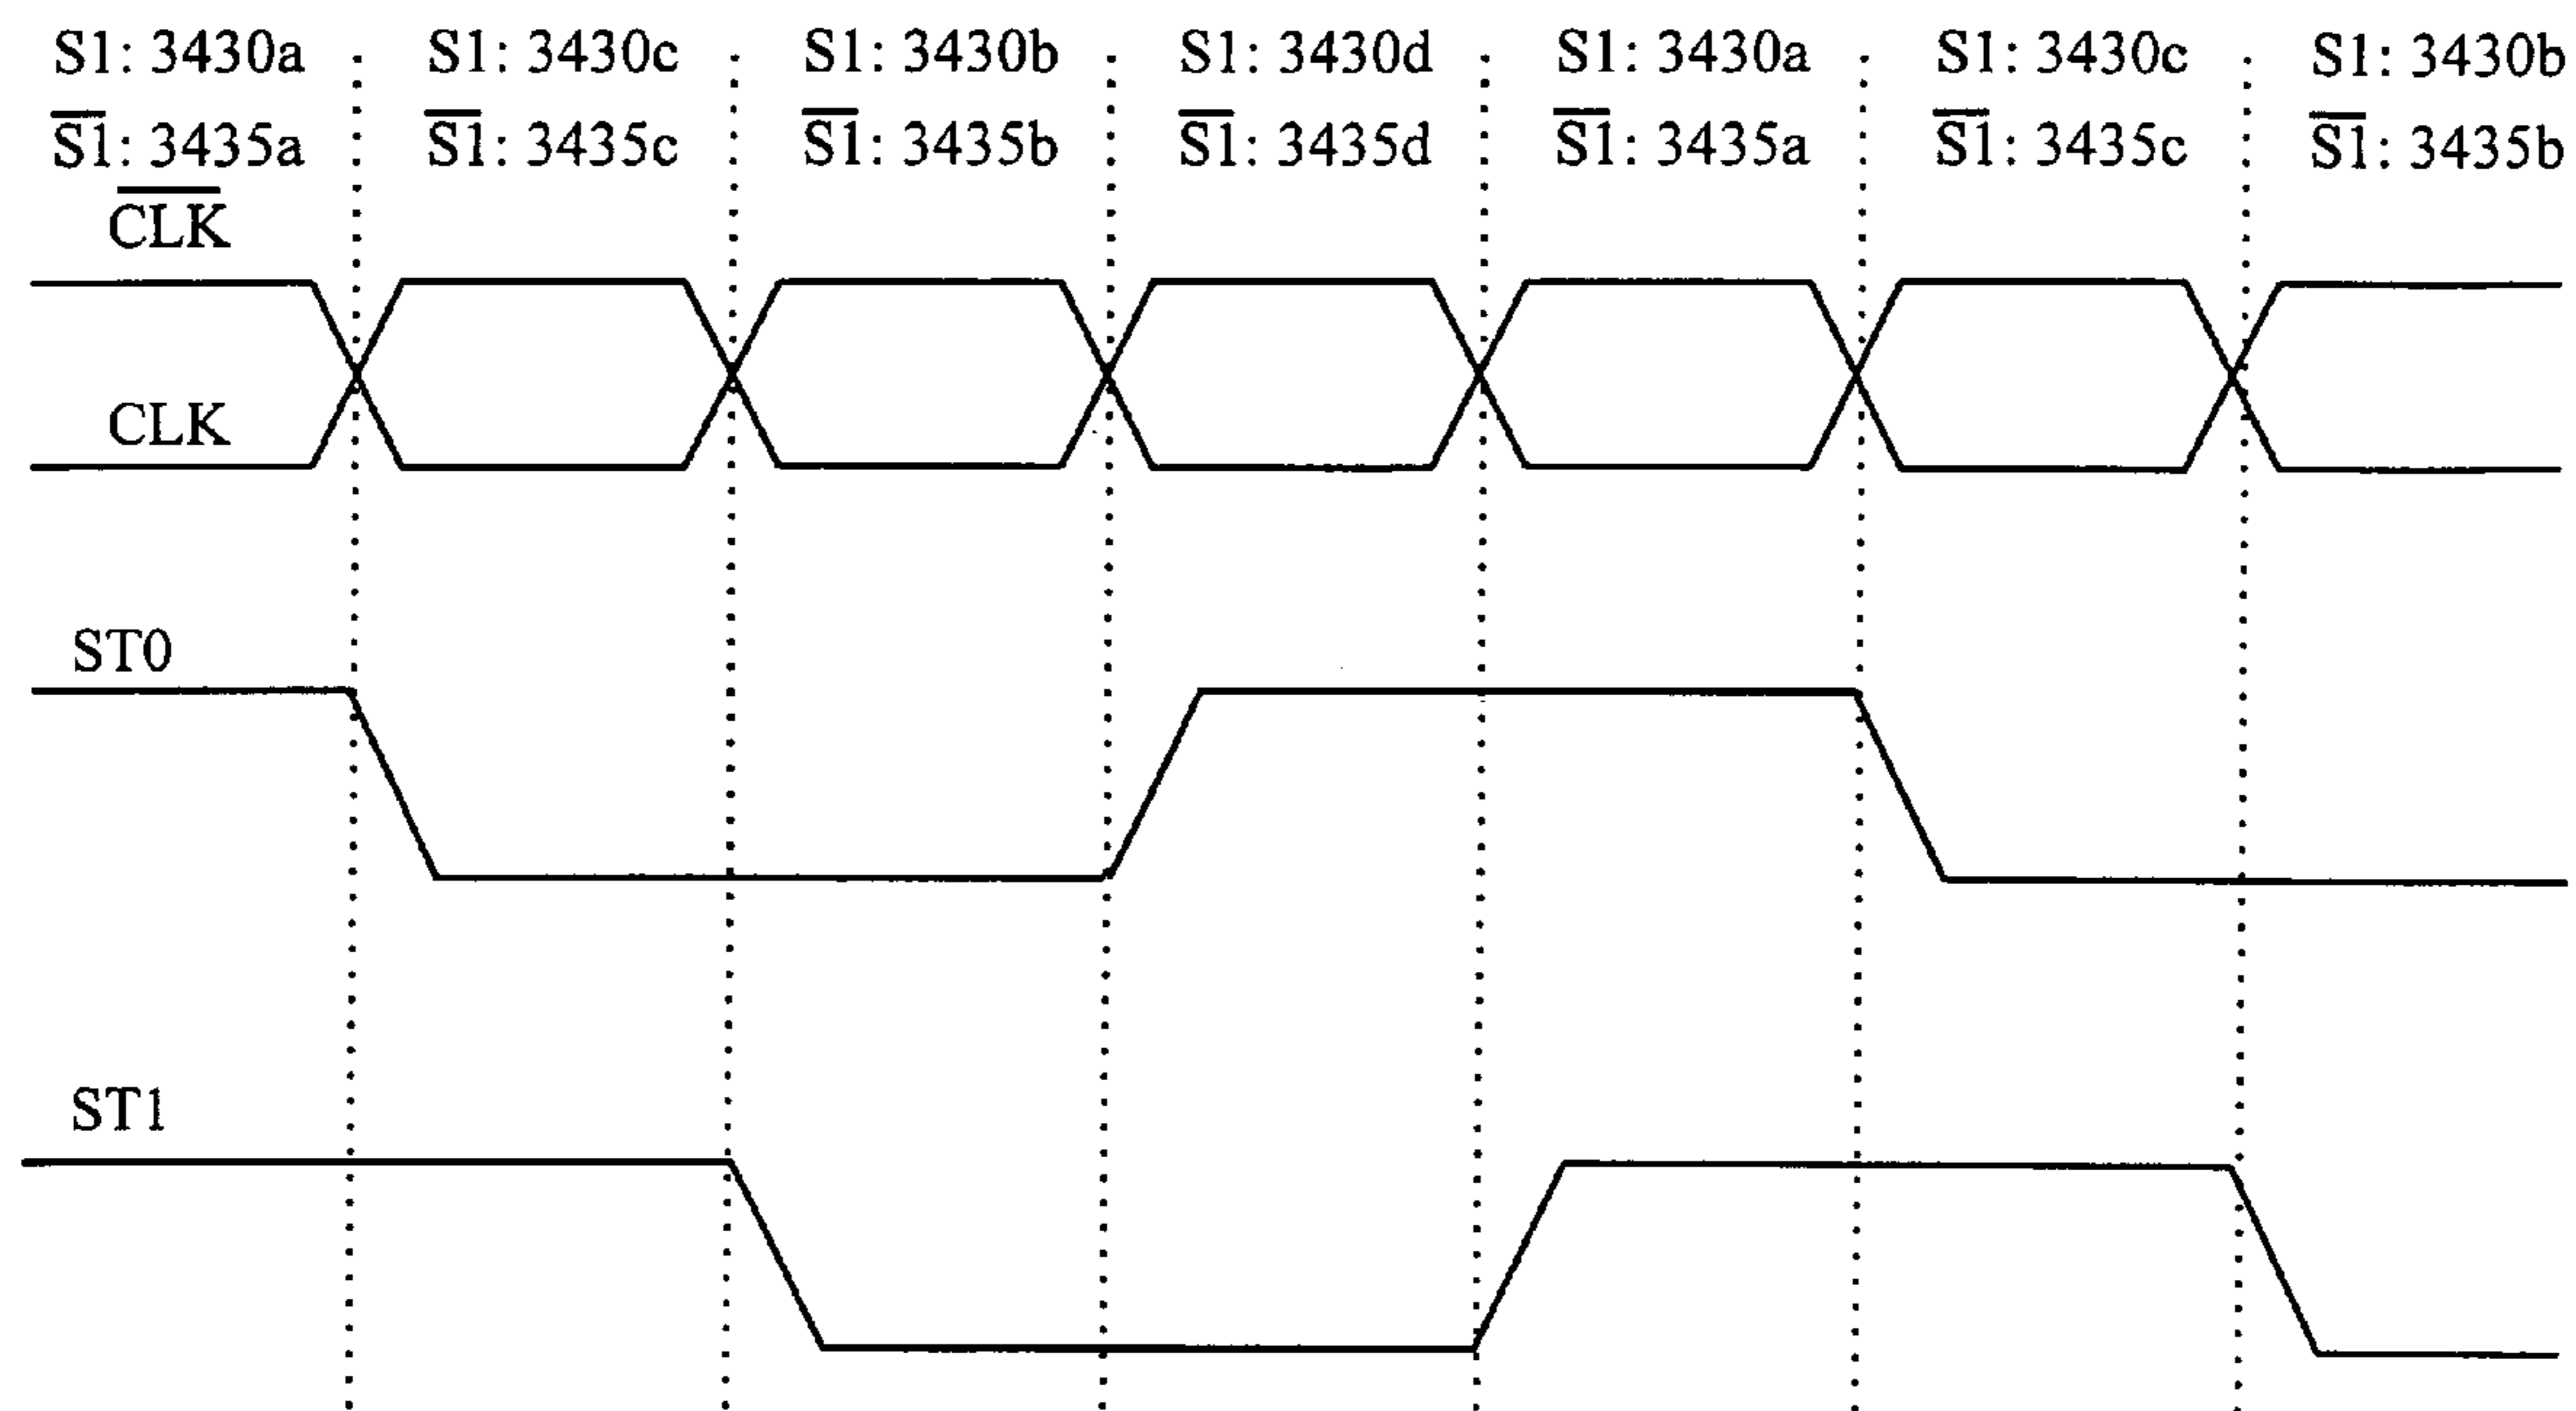 S1: 3430a S1: 3430c S1: 3430b S1: 3430d S1: 3430a S1: 3430c S1: 3430b
S̅1̅: 3435a S̅1̅: 3435c S̅1̅: 3435b S̅1̅: 3435d S̅1̅: 3435a S̅1̅: 3435c S̅1̅: 3435b
C̅L̅K̅
CLK
ST0
ST1